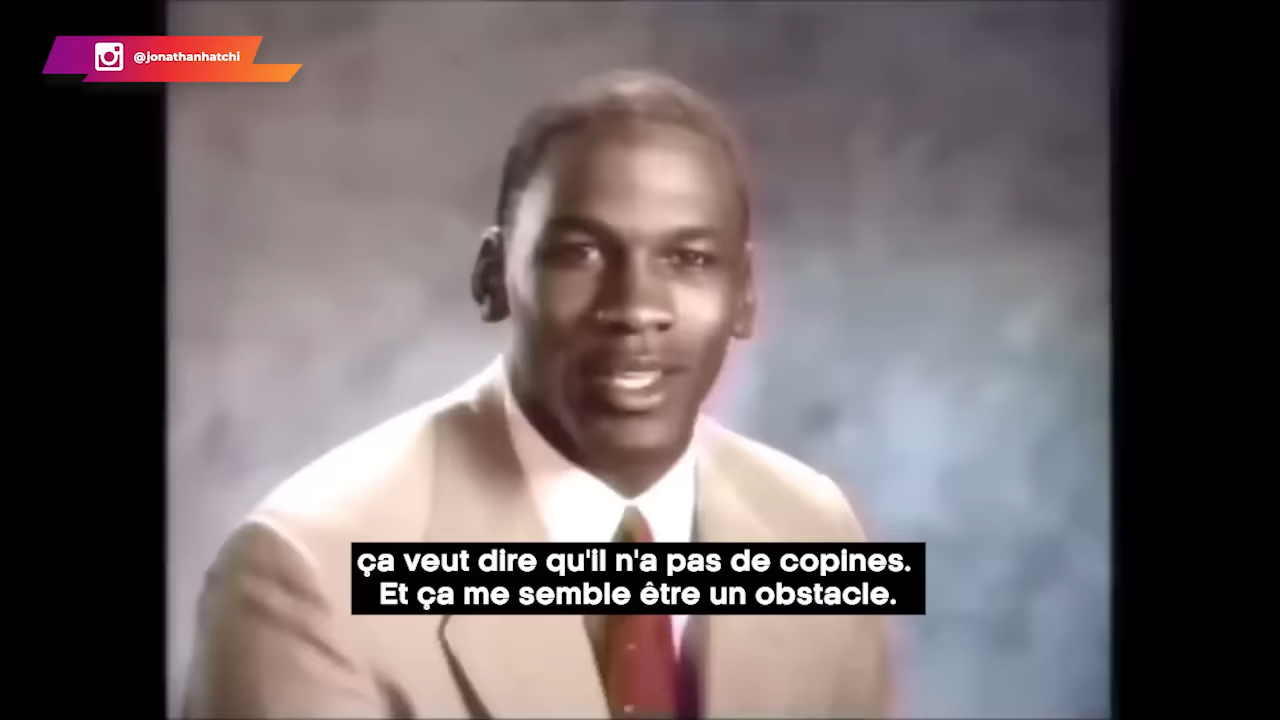 @jonathanhatchi
ça veut dire qu'il n'a pas de copines.
Et ça me semble être un obstacle.